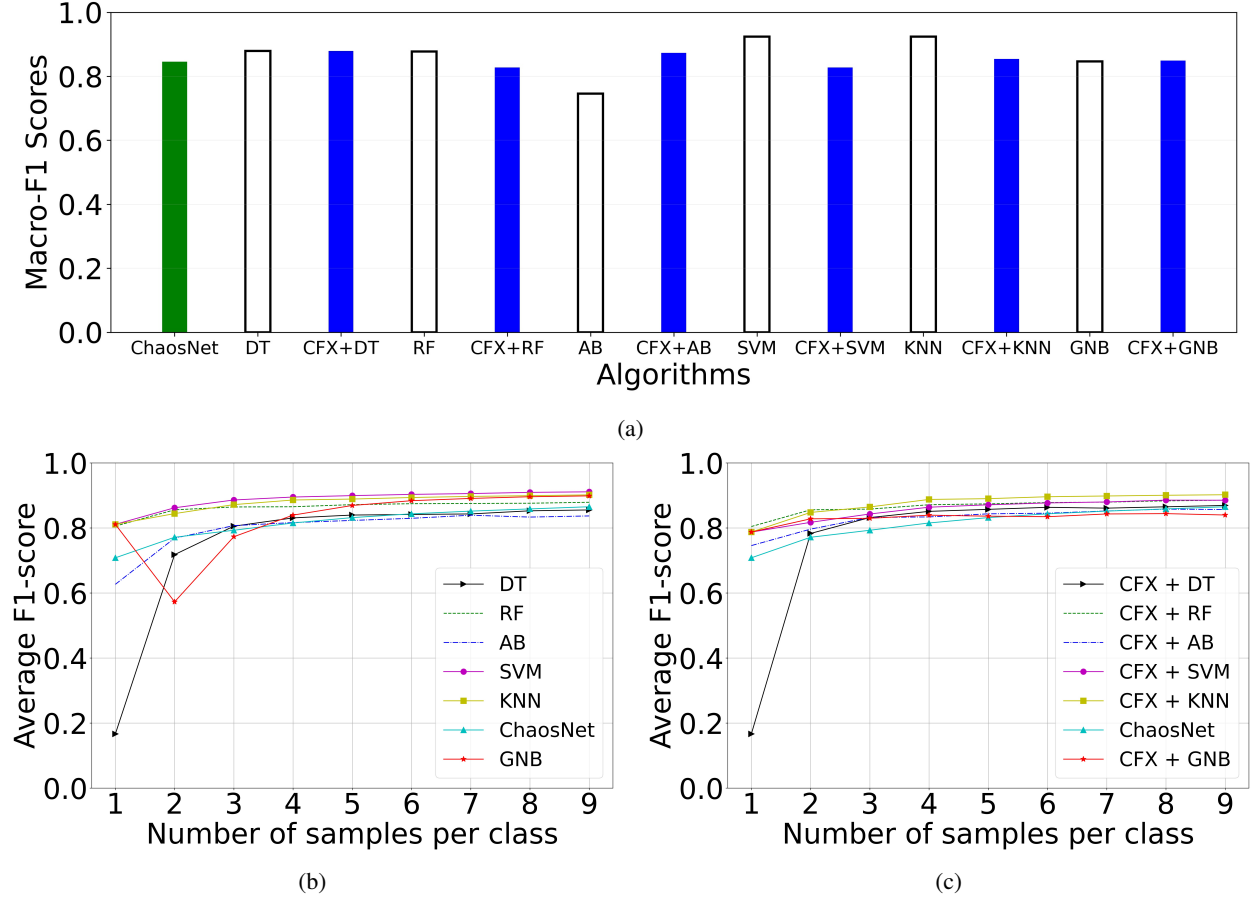 1.0
0.8
0.6
0.4
0.2
0.0
Macro-F1 Scores
ChaosNet DT CFX+DT RF CFX+RF AB CFX+AB SVM CFX+SVM KNN CFX+KNN GNB CFX+GNB
Algorithms
(a)
1.0
0.8
0.6
0.4
0.2
0.0
Average F1-score
DT
RF
AB
SVM
KNN
ChaosNet
GNB
1 2 3 4 5 6 7 8 9
Number of samples per class
(b)
1.0
0.8
0.6
0.4
0.2
0.0
Average F1-score
CFX + DT
CFX + RF
CFX + AB
CFX + SVM
CFX + KNN
ChaosNet
CFX + GNB
1 2 3 4 5 6 7 8 9
Number of samples per class
(c)